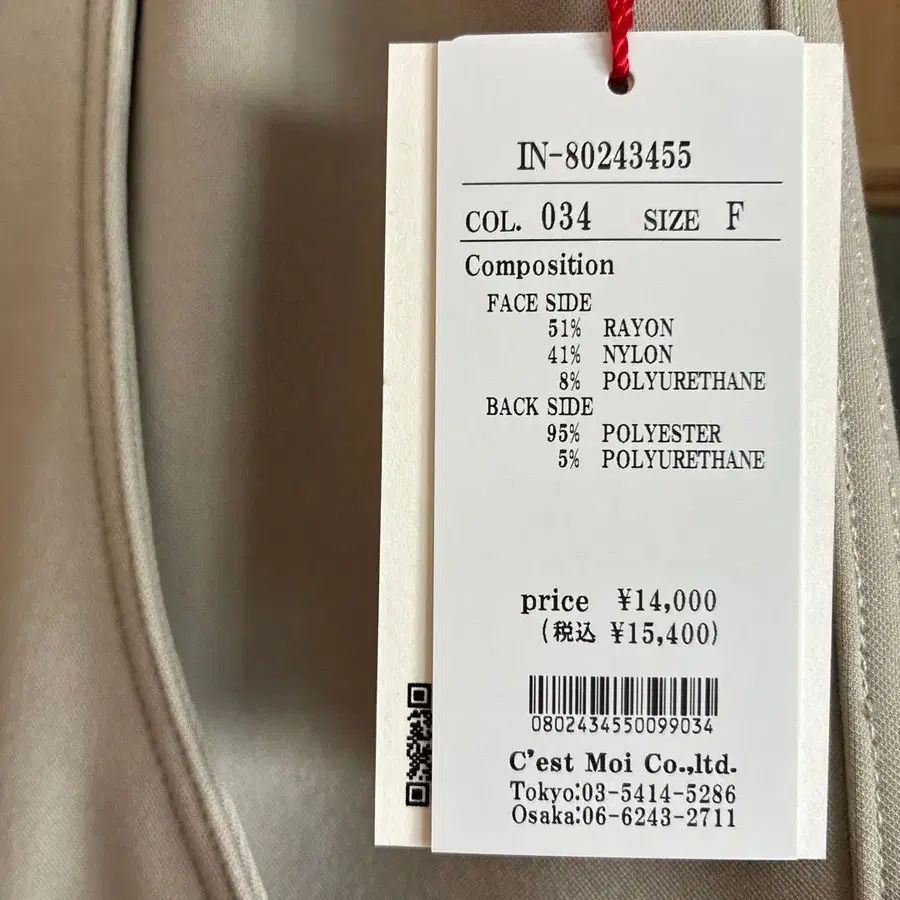 IN-80243455
COL. 034 SIZE F
Composition
FACE SIDE
51% RAYON
41% NYLON
8% POLYURETHANE
BACK SIDE
95% POLYESTER
5% POLYURETHANE
price ¥14,000
(税込 ¥15,400)
0802434550099034
C'est Moi Co.,ltd.
Tokyo:03-5414-5286
Osaka:06-6243-2711